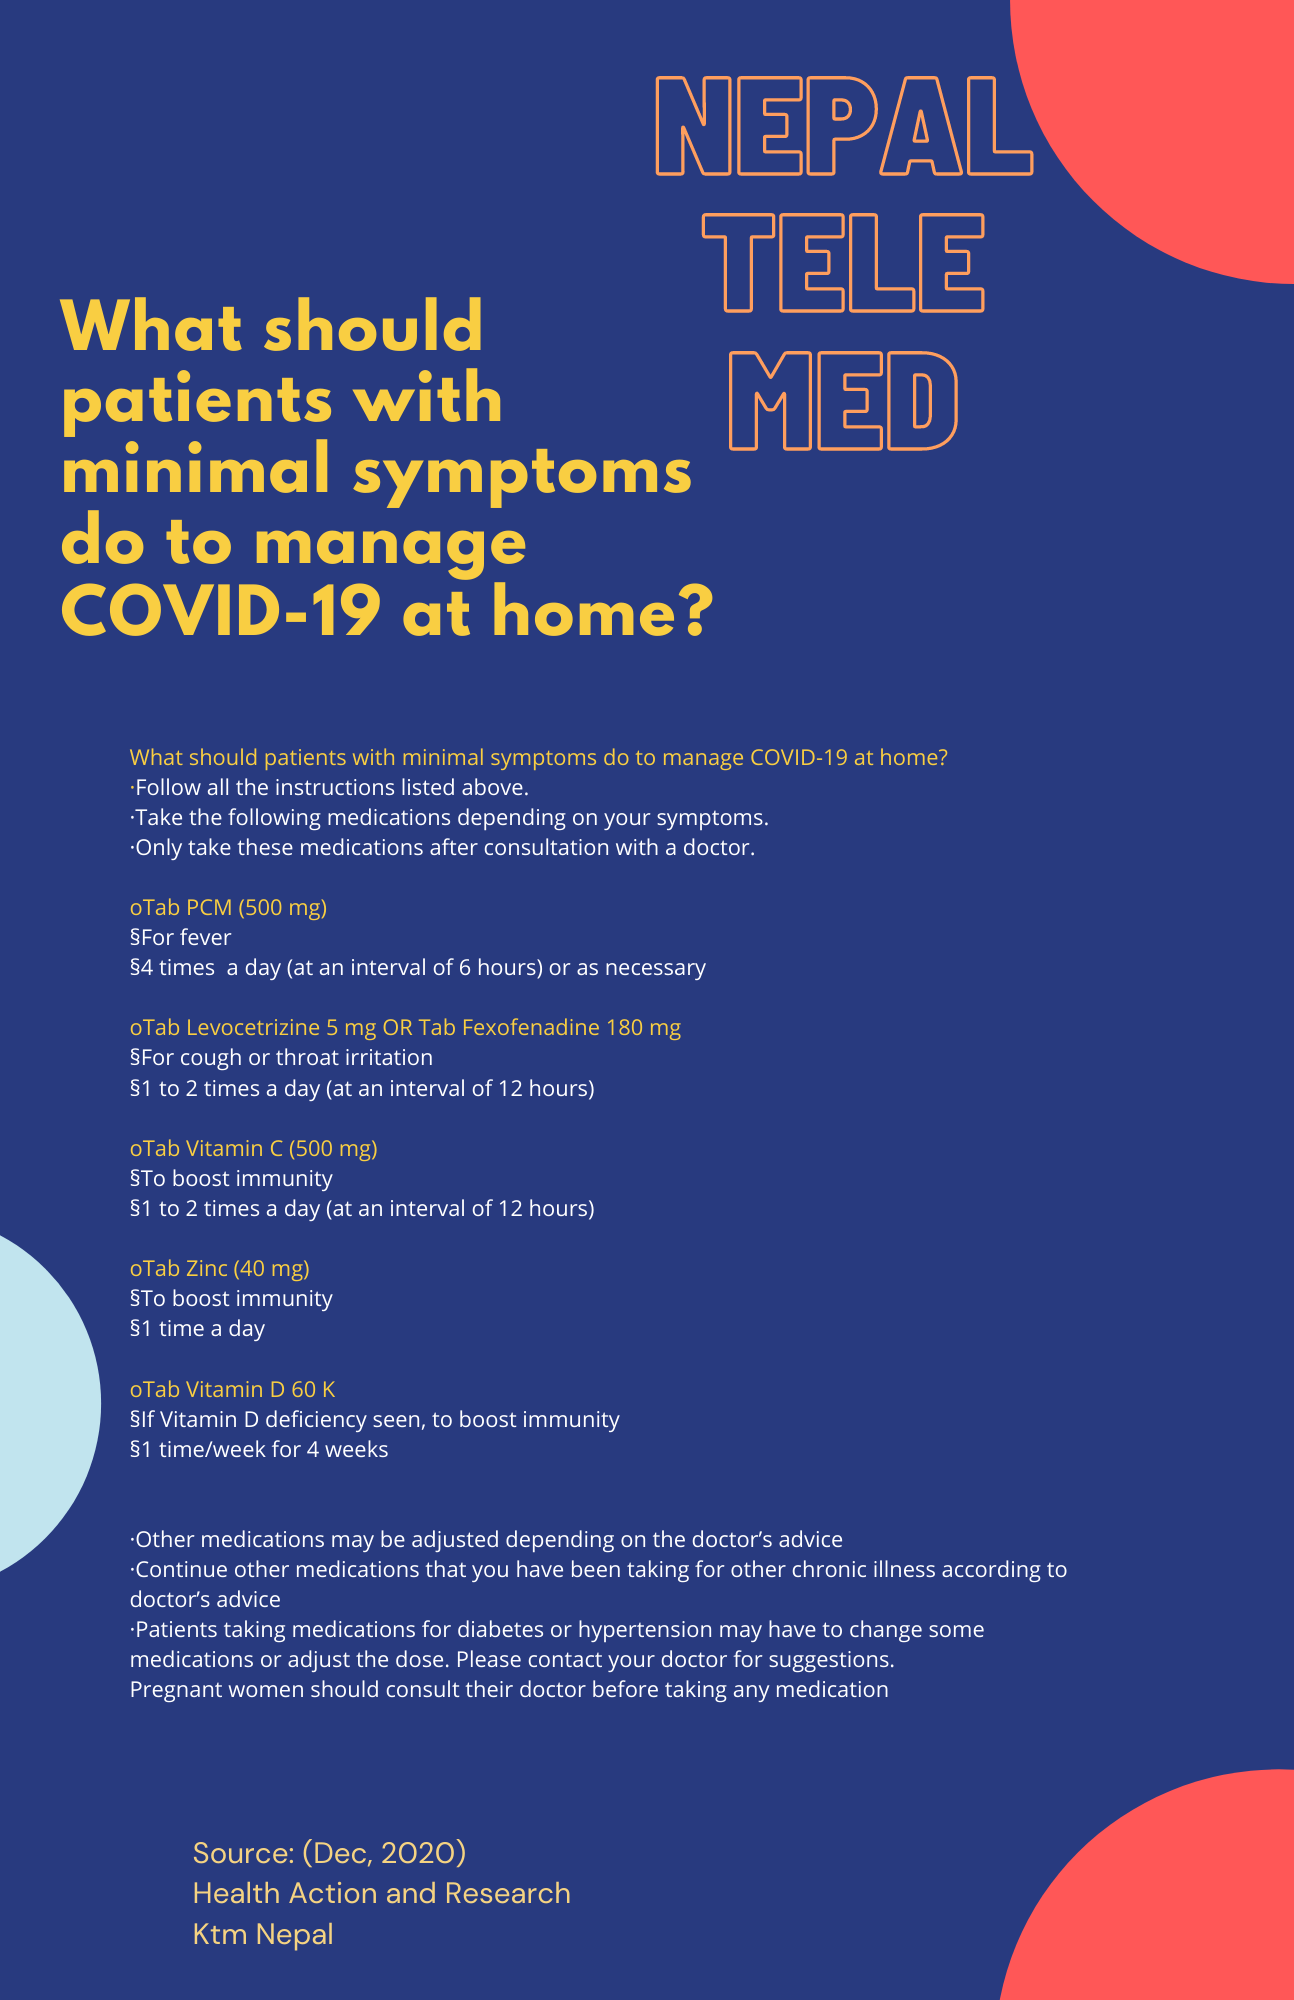 NEPAL
TELE
MED
What should
patients with
minimal symptoms
do to manage
COVID-19 at home?
What should patients with minimal symptoms do to manage COVID-19 at home?
·Follow all the instructions listed above.
·Take the following medications depending on your symptoms.
·Only take these medications after consultation with a doctor.
oTab PCM (500 mg)
§For fever
§4 times  a day (at an interval of 6 hours) or as necessary
oTab Levocetrizine 5 mg OR Tab Fexofenadine 180 mg
§For cough or throat irritation
§1 to 2 times a day (at an interval of 12 hours)
oTab Vitamin C (500 mg)
§To boost immunity
§1 to 2 times a day (at an interval of 12 hours)
oTab Zinc (40 mg)
§To boost immunity
§1 time a day
oTab Vitamin D 60 K
§If Vitamin D deficiency seen, to boost immunity
§1 time/week for 4 weeks
·Other medications may be adjusted depending on the doctor’s advice
·Continue other medications that you have been taking for other chronic illness according to
doctor’s advice
·Patients taking medications for diabetes or hypertension may have to change some
medications or adjust the dose. Please contact your doctor for suggestions.
Pregnant women should consult their doctor before taking any medication
Source: (Dec, 2020)
Health Action and Research
Ktm Nepal